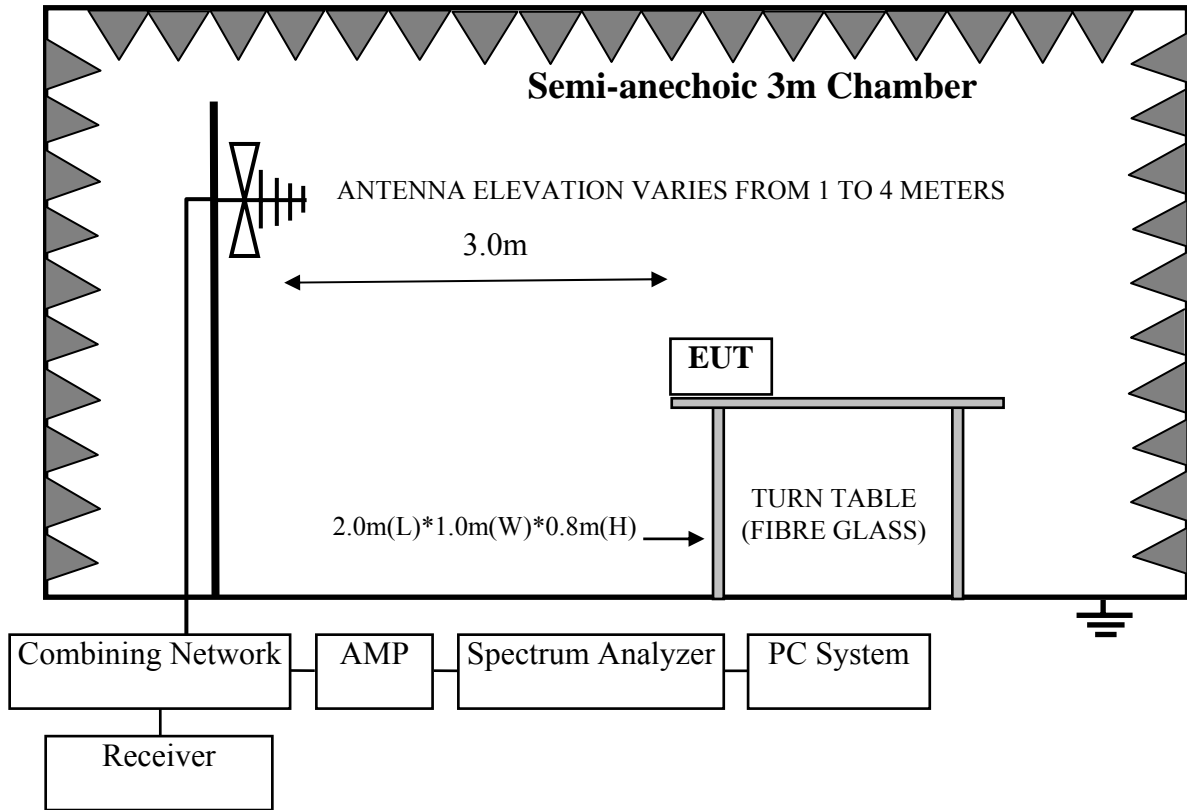 Semi-anechoic 3m Chamber
ANTENNA ELEVATION VARIES FROM 1 TO 4 METERS
3.0m
EUT
TURN TABLE
(FIBRE GLASS)
2.0m(L)*1.0m(W)*0.8m(H)
Combining Network
AMP
Spectrum Analyzer
PC System
Receiver